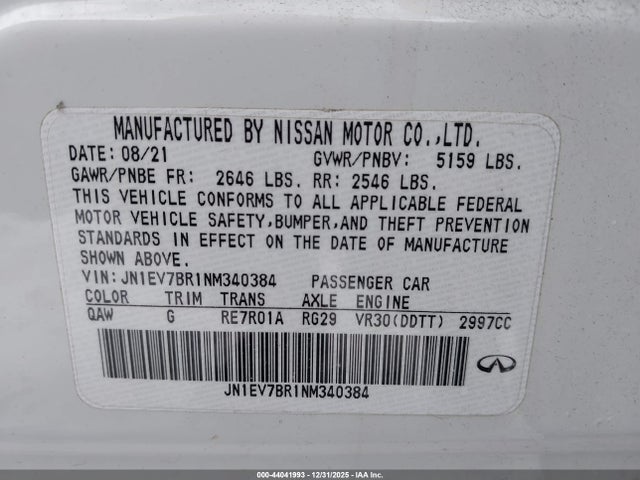 MANUFACTURED BY NISSAN MOTOR CO.,LTD.
DATE: 08/21 GVWR/PNBV: 5159 LBS.
GAWR/PNBE FR: 2646 LBS. RR: 2546 LBS.
THIS VEHICLE CONFORMS TO ALL APPLICABLE FEDERAL
MOTOR VEHICLE SAFETY,BUMPER,AND THEFT PREVENTION
STANDARDS IN EFFECT ON THE DATE OF MANUFACTURE
SHOWN ABOVE.
VIN: JN1EV7BR1NM340384 PASSENGER CAR
COLOR TRIM TRANS AXLE ENGINE
QAW G RE7R01A RG29 VR30(DDTT) 2997CC
JN1EV7BR1NM340384
000-44041993 - 12/31/2025 - IAA Inc.